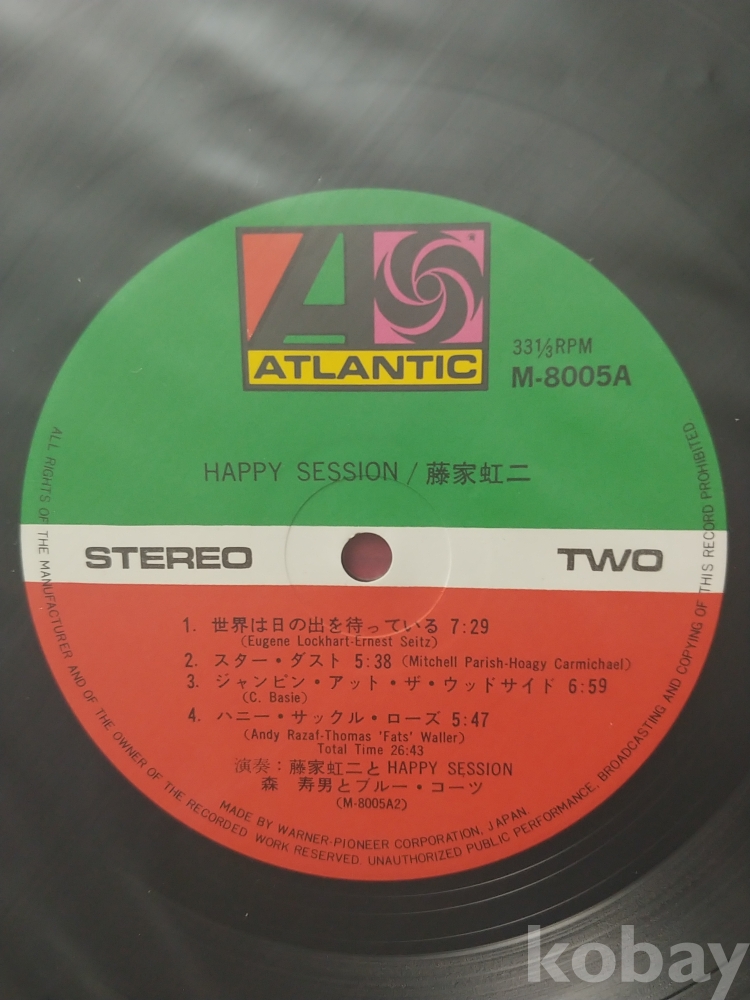 ATLANTIC
33⅓RPM
M-8005A
HAPPY SESSION / 藤家虹二
STEREO
TWO
1. 世界は日の出を待っている 7:29
(Eugene Lockhart-Ernest Seitz)
2. スター・ダスト 5:38 (Mitchell Parish-Hoagy Carmichael)
3. ジャンピン・アット・ザ・ウッドサイド 6:59
(C. Basie)
4. ハニー・サックル・ローズ 5:47
(Andy Razaf-Thomas 'Fats' Waller)
Total Time 26:43
演奏：藤家虹二とHAPPY SESSION
森 寿男とブルー・コーツ
(M-8005A2)
MADE BY WARNER-PIONEER CORPORATION, JAPAN.
ALL RIGHTS OF THE MANUFACTURER AND OF THE OWNER OF THE RECORDED WORK RESERVED. UNAUTHORIZED PUBLIC PERFORMANCE, BROADCASTING AND COPYING OF THIS RECORD PROHIBITED.
kobay